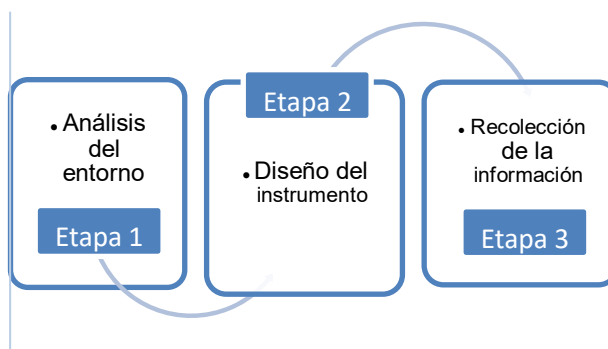 • Análisis
del
entorno
Etapa 1
Etapa 2
• Diseño del
instrumento
• Recolección
de la
información
Etapa 3